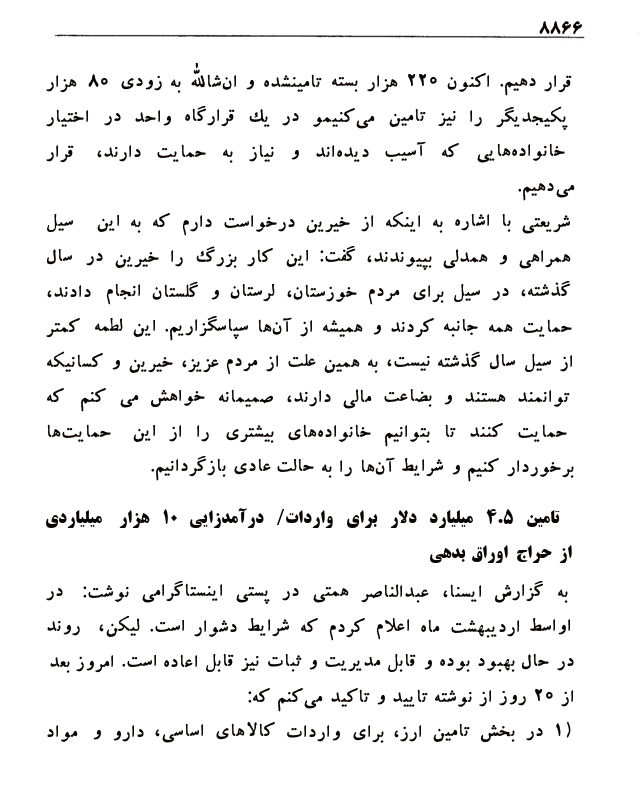 ۸۸۶۶
قرار دهیم. اکنون ۲۲۰ هزار بسته تامینشده و ان‌شالله به زودی ۸۰ هزار
پکیجدیگر را نیز تامین می‌کنیمو در یك قرارگاه واحد در اختیار
خانواده‌هایی که آسیب دیده‌اند و نیاز به حمایت دارند، قرار
می‌دهیم.
شریعتی با اشاره به اینکه از خیرین درخواست دارم که به این سیل
همراهی و همدلی بپیوندند، گفت: این کار بزرگ را خیرین در سال
گذشته، در سیل برای مردم خوزستان، لرستان و گلستان انجام دادند،
حمایت همه جانبه کردند و همیشه از آن‌ها سپاسگزاریم. این لطمه کمتر
از سیل سال گذشته نیست، به همین علت از مردم عزیز، خیرین و کسانیکه
توانمند هستند و بضاعت مالی دارند، صمیمانه خواهش می کنم که
حمایت کنند تا بتوانیم خانواده‌های بیشتری را از این حمایت‌ها
برخوردار کنیم و شرایط آن‌ها را به حالت عادی بازگردانیم.
تامین ۴.۵ میلیارد دلار برای واردات/ درآمدزایی ۱۰ هزار میلیاردی
از حراج اوراق بدهی
به گزارش ایسنا، عبدالناصر همتی در پستی اینستاگرامی نوشت: در
اواسط اردیبهشت ماه اعلام کردم که شرایط دشوار است. لیکن، روند
در حال بهبود بوده و قابل مدیریت و ثبات نیز قابل اعاده است. امروز بعد
از ۲۰ روز از نوشته تایید و تاکید می‌کنم که:
۱) در بخش تامین ارز، برای واردات کالاهای اساسی، دارو و مواد